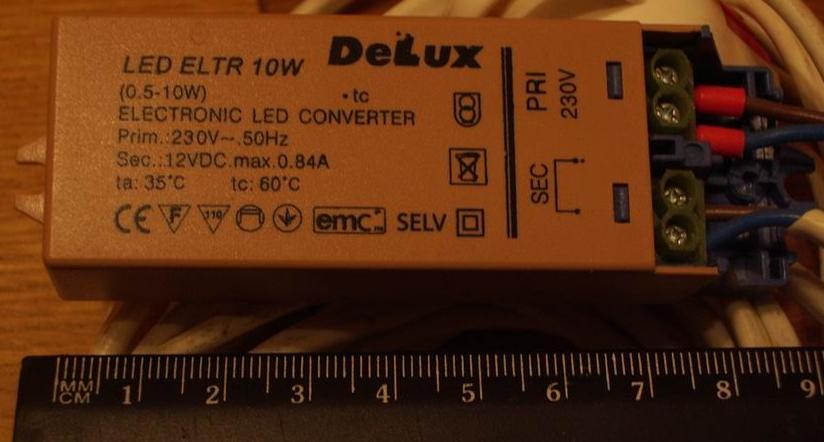 DeLux
LED ELTR 10W
(0.5-10W) •tc
ELECTRONIC LED CONVERTER
Prim.:230V~.50Hz
Sec.:12VDC.max.0.84A
ta: 35°C tc: 60°C
CE F 110 emc SELV
PRI
230V
SEC
MM
CM
1 2 3 4 5 6 7 8 9